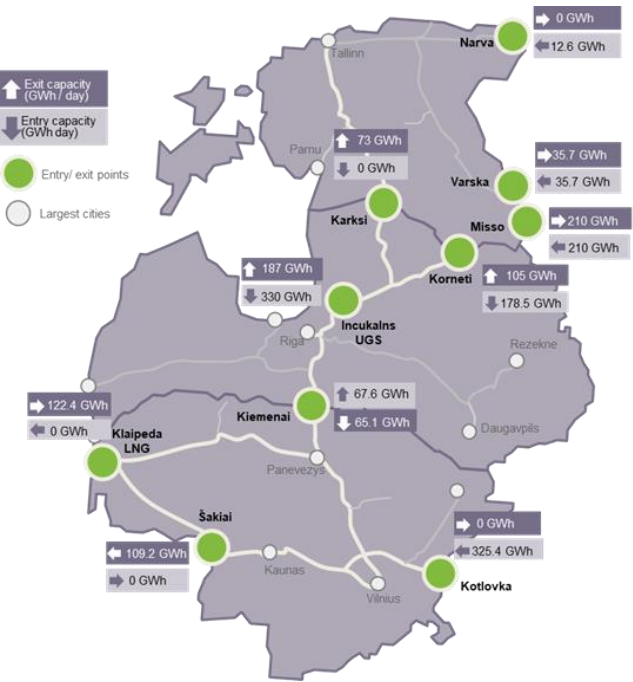 0 GWh
Narva
12.6 GWh
Tallinn
Exit capacity
(GWh / day)
Entry capacity
(GWh day)
Entry/ exit points
Largest cities
73 GWh
Parnu
0 GWh
Karksi
35.7 GWh
Varska
35.7 GWh
Misso
210 GWh
210 GWh
Korneti
105 GWh
178.5 GWh
187 GWh
330 GWh
Incukalns
UGS
Riga
Rezekne
Daugavpils
67.6 GWh
Kiemenai
65.1 GWh
122.4 GWh
0 GWh
Klaipeda
LNG
Panevezys
Šakiai
109.2 GWh
0 GWh
Kaunas
Vilnius
0 GWh
325.4 GWh
Kotlovka